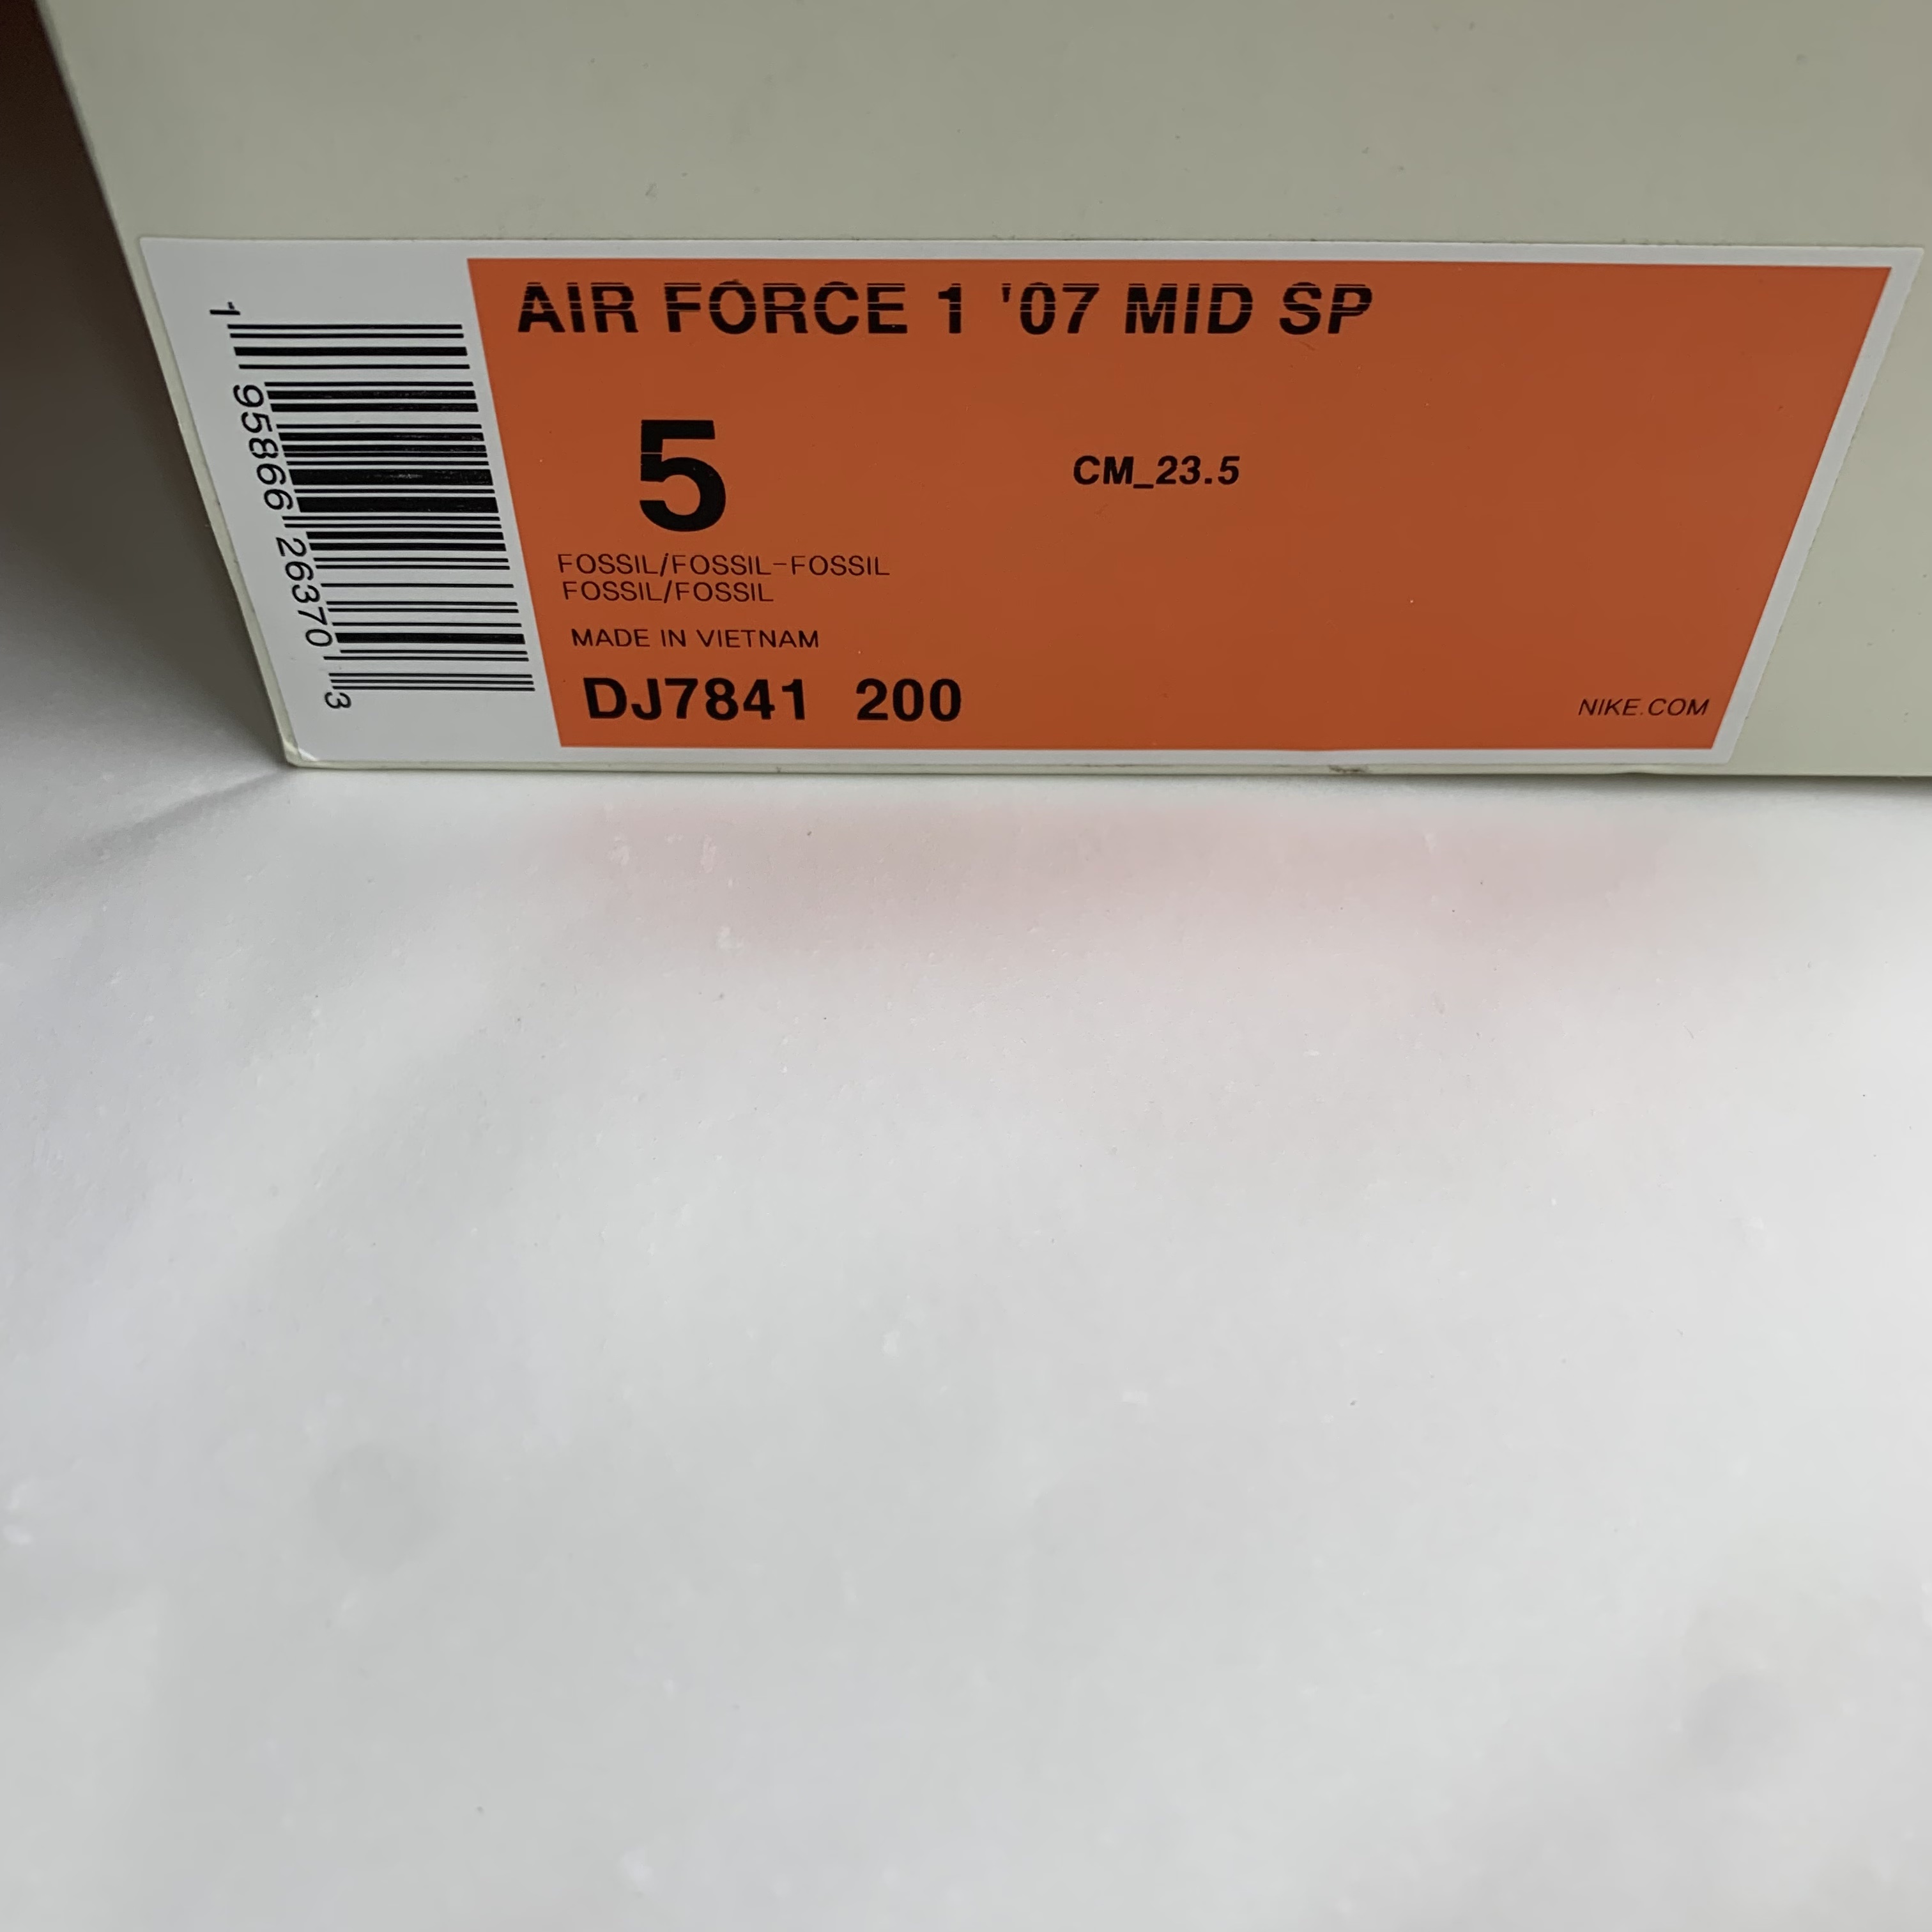 AIR FORCE 1 '07 MID SP
5
CM_23.5
FOSSIL/FOSSIL-FOSSIL
FOSSIL/FOSSIL
MADE IN VIETNAM
DJ7841 200
NIKE.COM
1 95866 26370 3